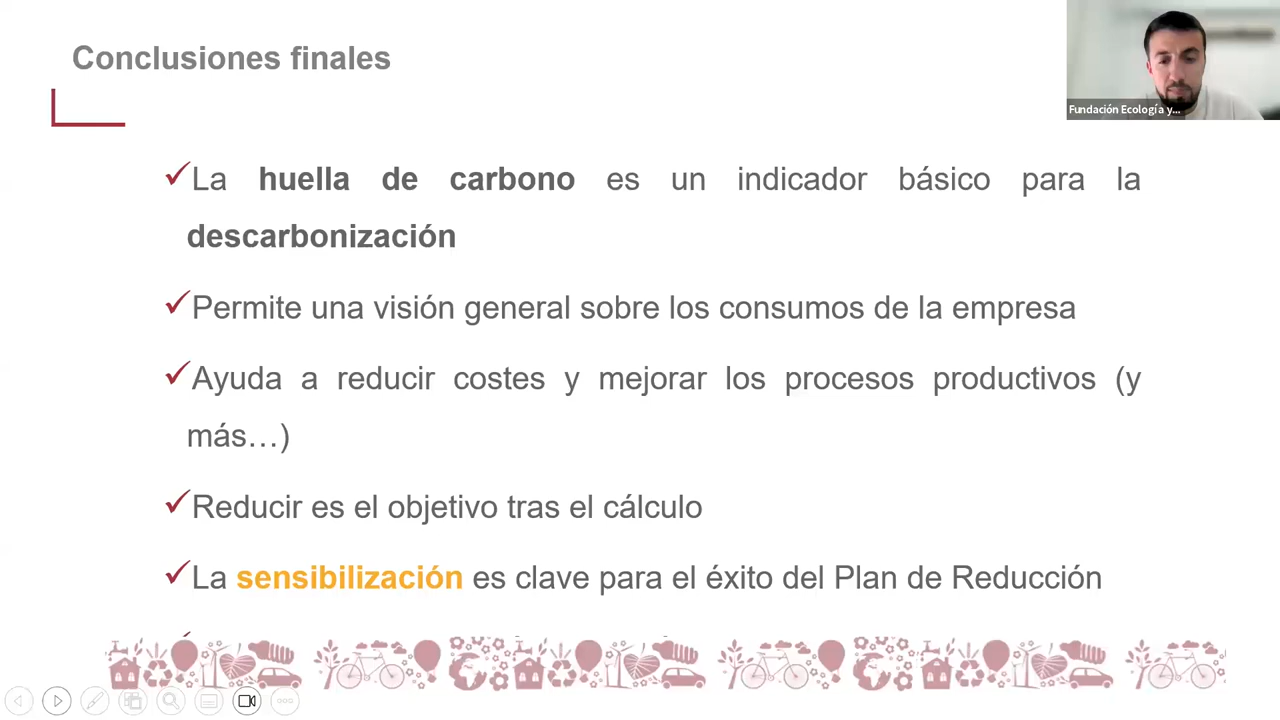 Conclusiones finales
Fundación Ecología y...
✓La huella de carbono es un indicador básico para la
descarbonización
✓Permite una visión general sobre los consumos de la empresa
✓Ayuda a reducir costes y mejorar los procesos productivos (y
más…)
✓Reducir es el objetivo tras el cálculo
✓La sensibilización es clave para el éxito del Plan de Reducción